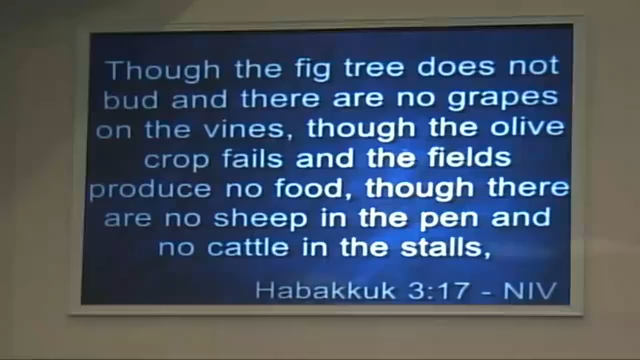 Though the fig tree does not
bud and there are no grapes
on the vines, though the olive
crop fails and the fields
produce no food, though there
are no sheep in the pen and
no cattle in the stalls,
Habakkuk 3:17 - NIV